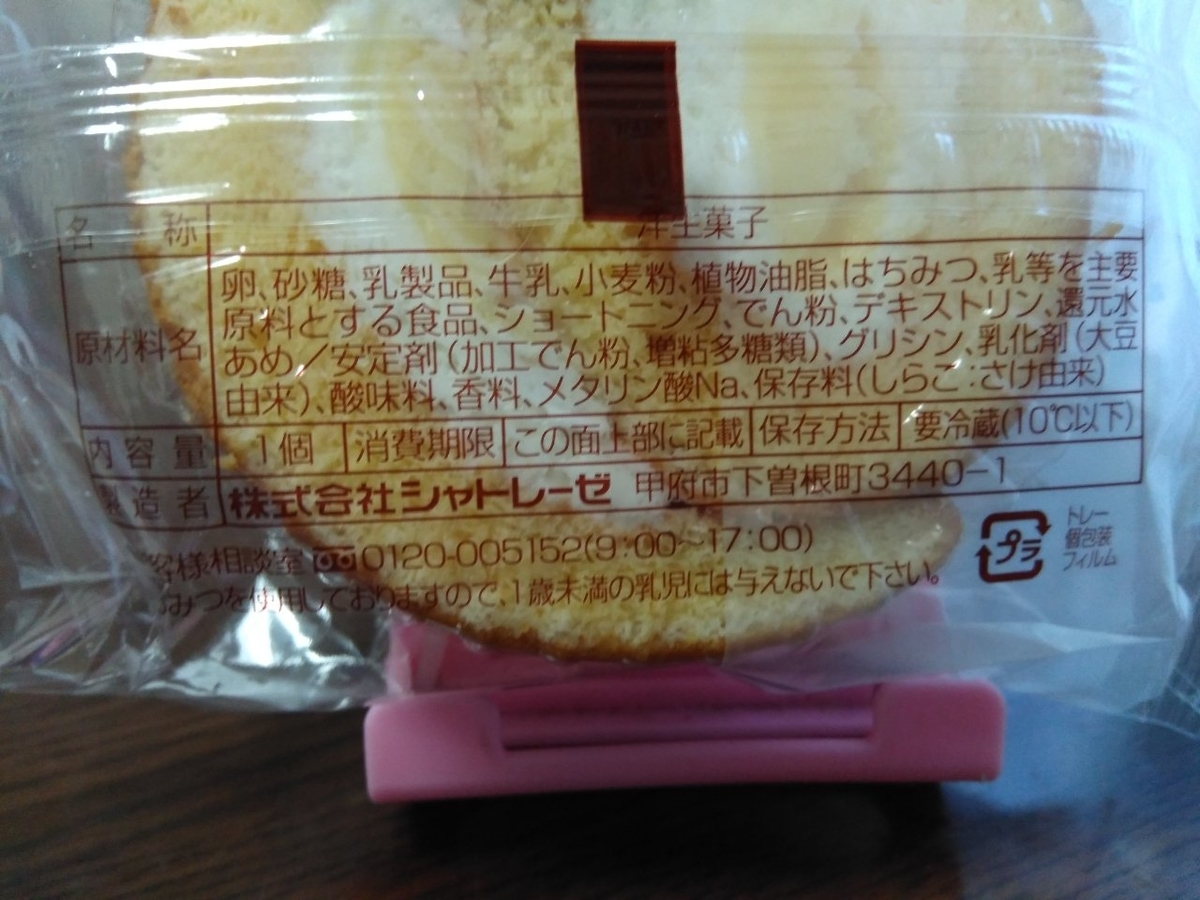 名称 洋生菓子
原材料名 卵、砂糖、乳製品、牛乳、小麦粉、植物油脂、はちみつ、乳等を主要
原料とする食品、ショートニング、でん粉、デキストリン、還元水
あめ/安定剤(加工でん粉、増粘多糖類)、グリシン、乳化剤(大豆
由来)、酸味料、香料、メタリン酸Na、保存料(しらこ:さけ由来)
内容量 1個 消費期限 この面上部に記載 保存方法 要冷蔵(10℃以下)
製造者 株式会社シャトレーゼ 甲府市下曽根町3440-1
客様相談室 0120-005152(9:00~17:00)
みつを使用しておりますので、1歳未満の乳児には与えないで下さい。
プラ
トレー
個包装
フィルム